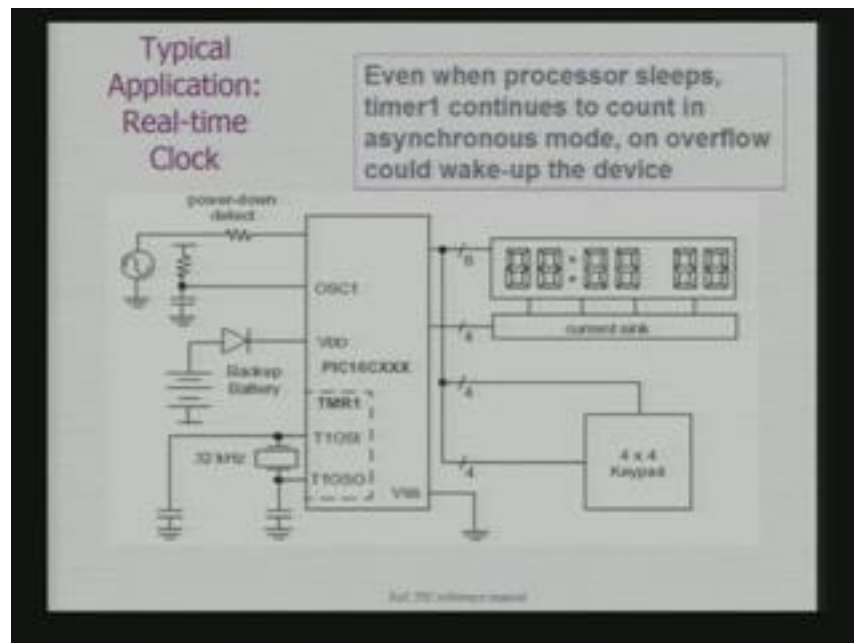 Typical
Application:
Real-time
Clock
Even when processor sleeps,
timer1 continues to count in
asynchronous mode, on overflow
could wake-up the device
power-down
detect
OSC1
VDD
PIC16CXXX
Backup
Battery
TMR1
T1OSI
32 kHz
T1OSO
VSS
current sink
4
4
4
4 x 4
Keypad
reference manual